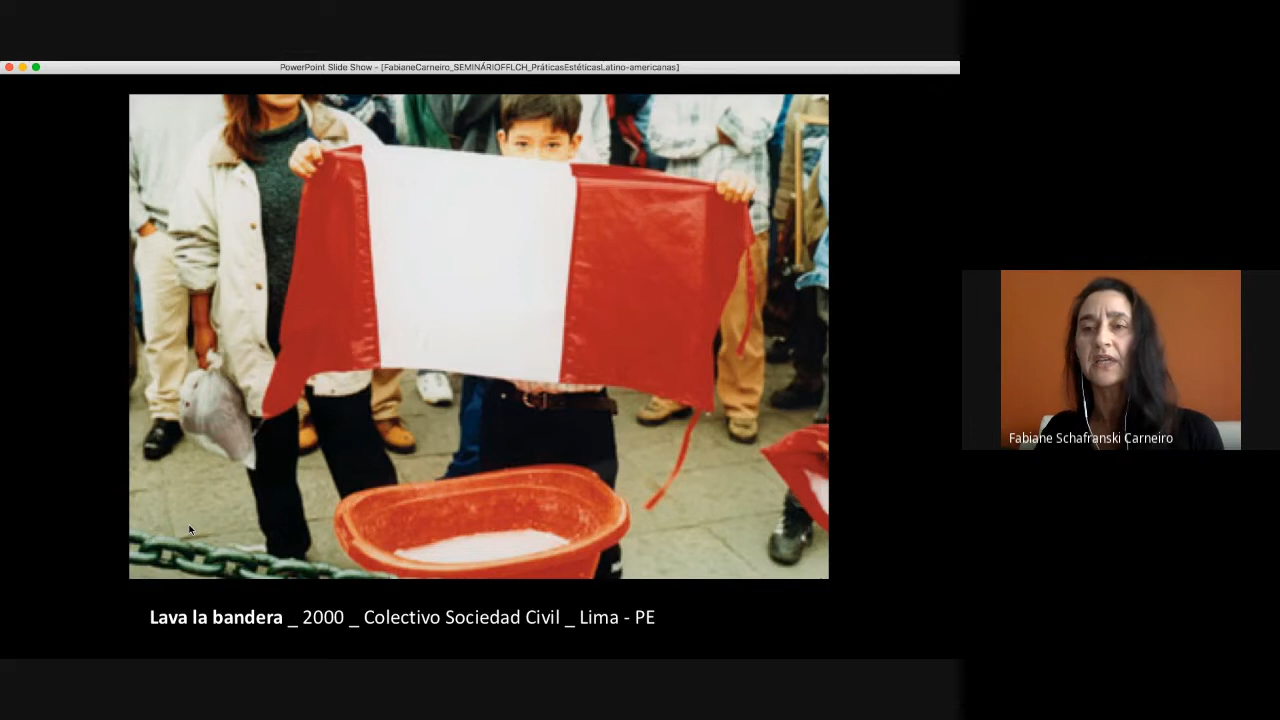 PowerPoint Slide Show - [FabianeCarneiro_SEMINÁRIOFFLCH_PráticasEstéticasLatino-americanas]
Lava la bandera _ 2000 _ Colectivo Sociedad Civil _ Lima - PE
Fabiane Schafranski Carneiro